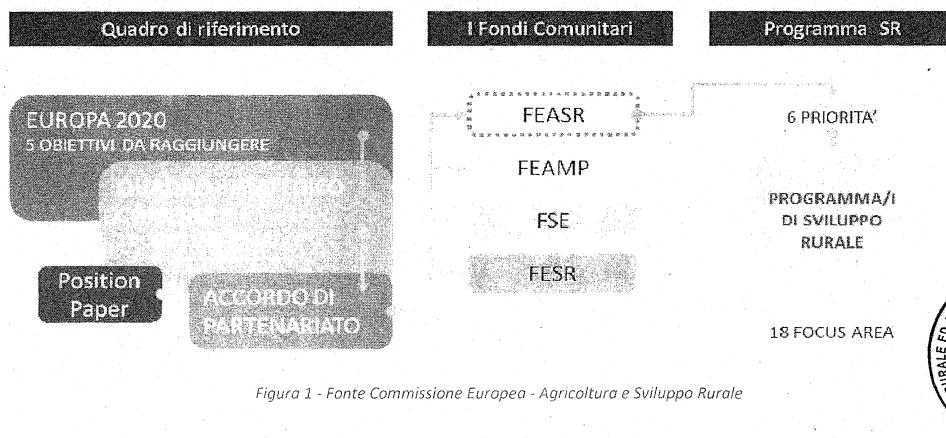 Quadro di riferimento
I Fondi Comunitari
Programma SR
EUROPA 2020
5 OBIETTIVI DA RAGGIUNGERE
QUADRO STRATEGICO
Position
Paper
ACCORDO DI
PARTENARIATO
FEASR
FEAMP
FSE
FESR
6 PRIORITA'
PROGRAMMA/I
DI SVILUPPO
RURALE
18 FOCUS AREA
Figura 1 - Fonte Commissione Europea - Agricoltura e Sviluppo Rurale